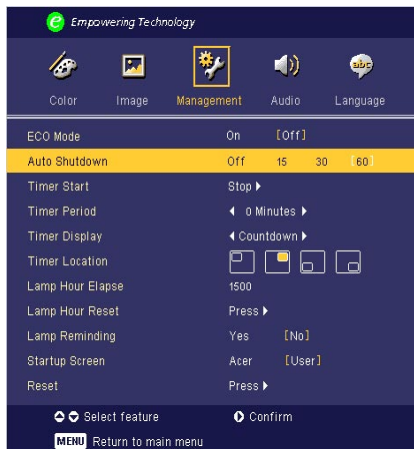 e Empowering Technology
abc
Color Image Management Audio Language
ECO Mode On [Off]
Auto Shutdown Off 15 30 [60]
Timer Start Stop
Timer Period 0 Minutes
Timer Display Countdown
Timer Location
Lamp Hour Elapse 1500
Lamp Hour Reset Press
Lamp Reminding Yes [No]
Startup Screen Acer [User]
Reset Press
Select feature Confirm
MENU Return to main menu